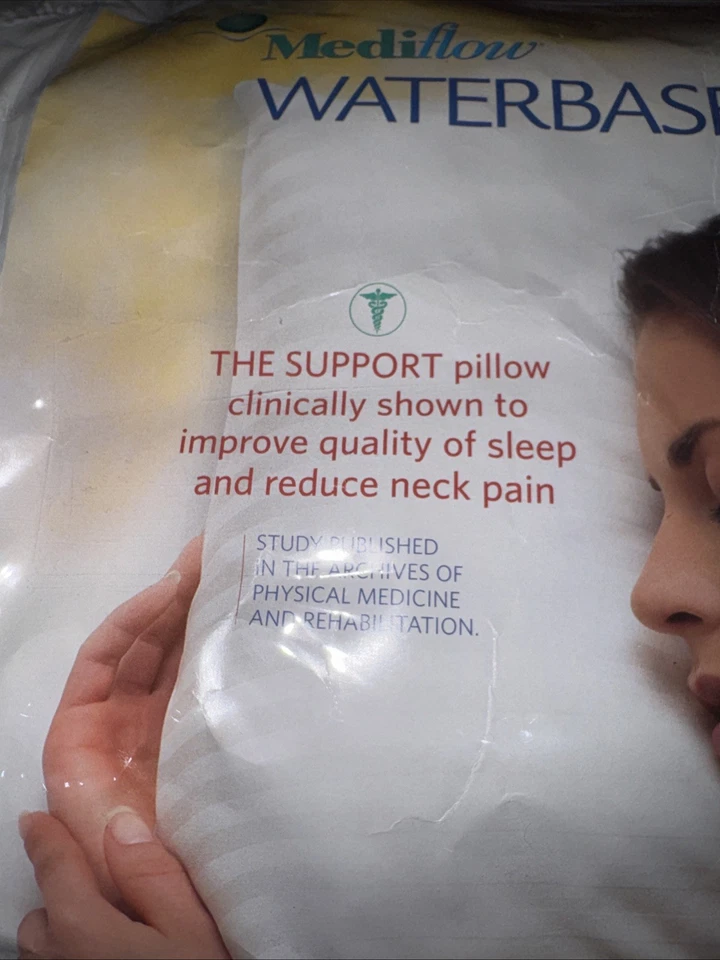 Mediflow
WATERBAS
THE SUPPORT pillow
clinically shown to
improve quality of sleep
and reduce neck pain
STUDY PUBLISHED
IN THE ARCHIVES OF
PHYSICAL MEDICINE
AND REHABILITATION.